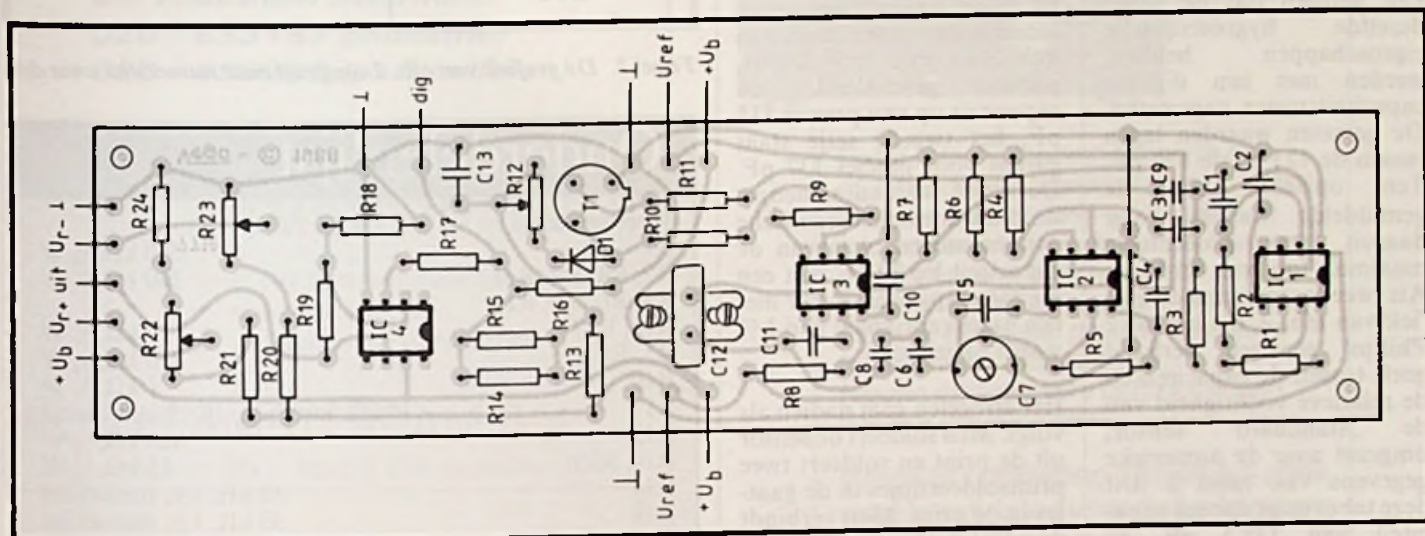 ⊥
Ur-
uit
Ur+
+Ub
R24
R23
R22
R21
R20
R19
R18
⊥
dig
IC 4
R17
C13
R12
R15
R14
R16
D1
T1
R13
R10
R11
⊥
Uref
+Ub
⊥
Uref
+Ub
C12
R9
IC 3
C11
R8
C8
C6
C10
C5
C7
R7
R6
R4
IC 2
R5
C4
R3
C3
C9
C1
C2
R2
R1
IC 1